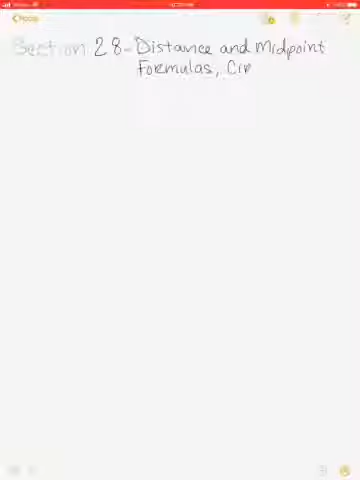 Section 2.8- Distance and Midpoint
Formulas, Cir